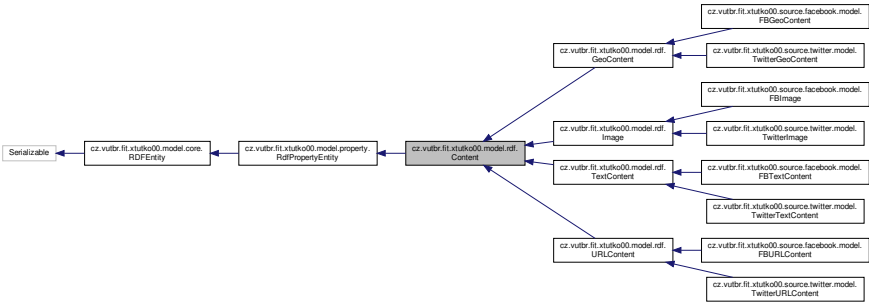 cz.vutbr.fit.xtutko00.source.facebook.model.
FBGeoContent
cz.vutbr.fit.xtutko00.model.rdf.
GeoContent
cz.vutbr.fit.xtutko00.source.twitter.model.
TwitterGeoContent
cz.vutbr.fit.xtutko00.source.facebook.model.
FBImage
cz.vutbr.fit.xtutko00.model.rdf.
Image
cz.vutbr.fit.xtutko00.source.twitter.model.
TwitterImage
Serializable
cz.vutbr.fit.xtutko00.model.core.
RDFEntity
cz.vutbr.fit.xtutko00.model.property.
RdfPropertyEntity
cz.vutbr.fit.xtutko00.model.rdf.
Content
cz.vutbr.fit.xtutko00.model.rdf.
TextContent
cz.vutbr.fit.xtutko00.source.facebook.model.
FBTextContent
cz.vutbr.fit.xtutko00.source.twitter.model.
TwitterTextContent
cz.vutbr.fit.xtutko00.model.rdf.
URLContent
cz.vutbr.fit.xtutko00.source.facebook.model.
FBURLContent
cz.vutbr.fit.xtutko00.source.twitter.model.
TwitterURLContent